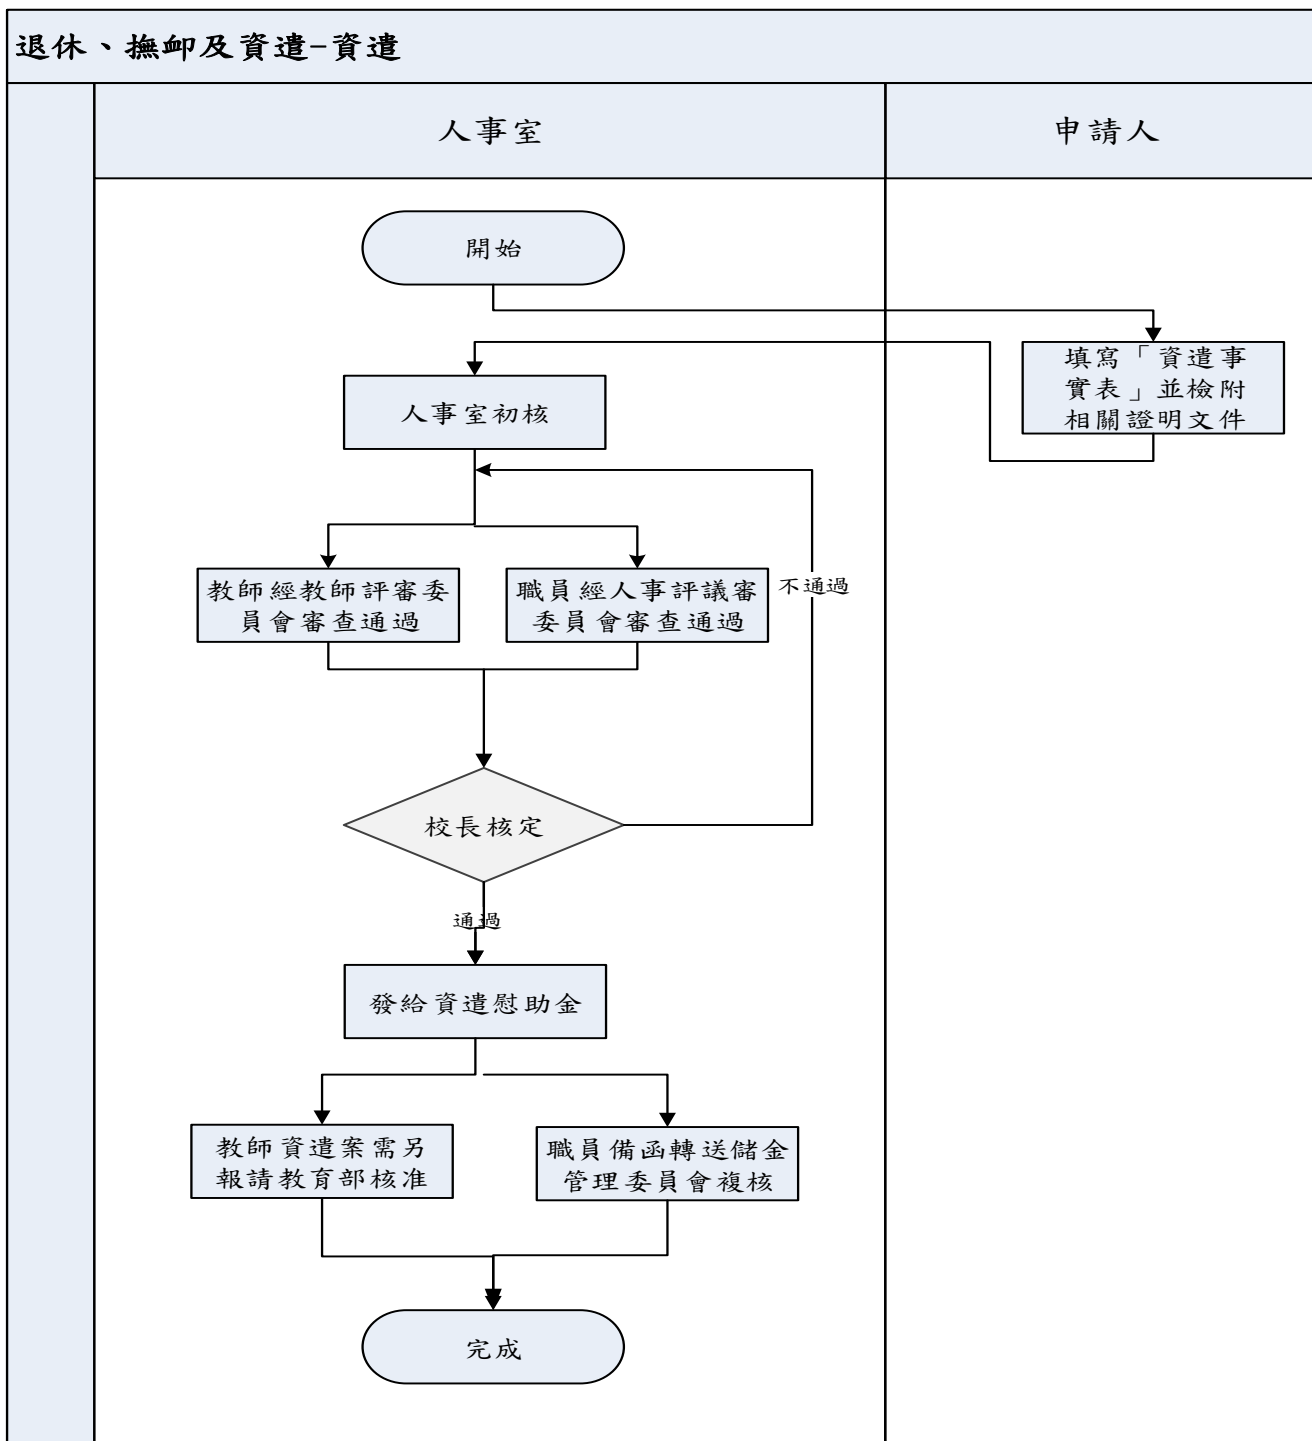 退休、撫卹及資遣-資遣
人事室
申請人
開始
填寫「資遣事
實表」並檢附
相關證明文件
人事室初核
教師經教師評審委
員會審查通過
職員經人事評議審
委員會審查通過
不通過
校長核定
通過
發給資遣慰助金
教師資遣案需另
報請教育部核准
職員備函轉送儲金
管理委員會複核
完成